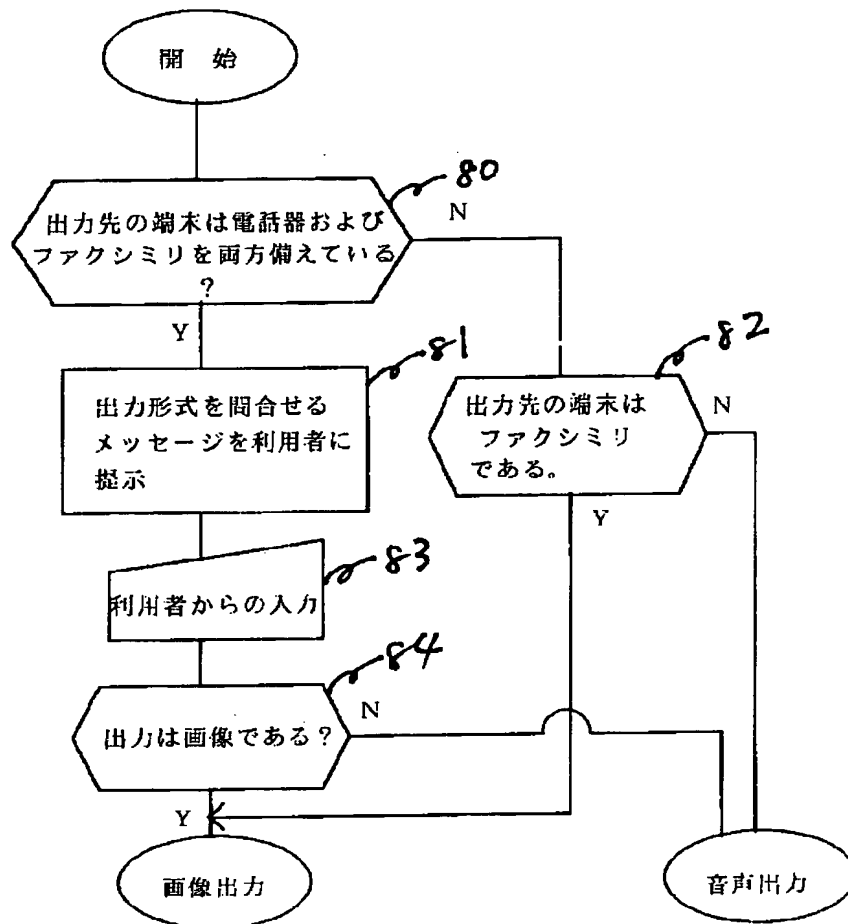 開 始
80
出力先の端末は電話器および
ファクシミリを両方備えている
?
N
Y
81
82
出力形式を問合せる
メッセージを利用者に
提示
出力先の端末は
ファクシミリ
である。
N
Y
83
利用者からの入力
84
出力は画像である?
N
Y
画像出力
音声出力